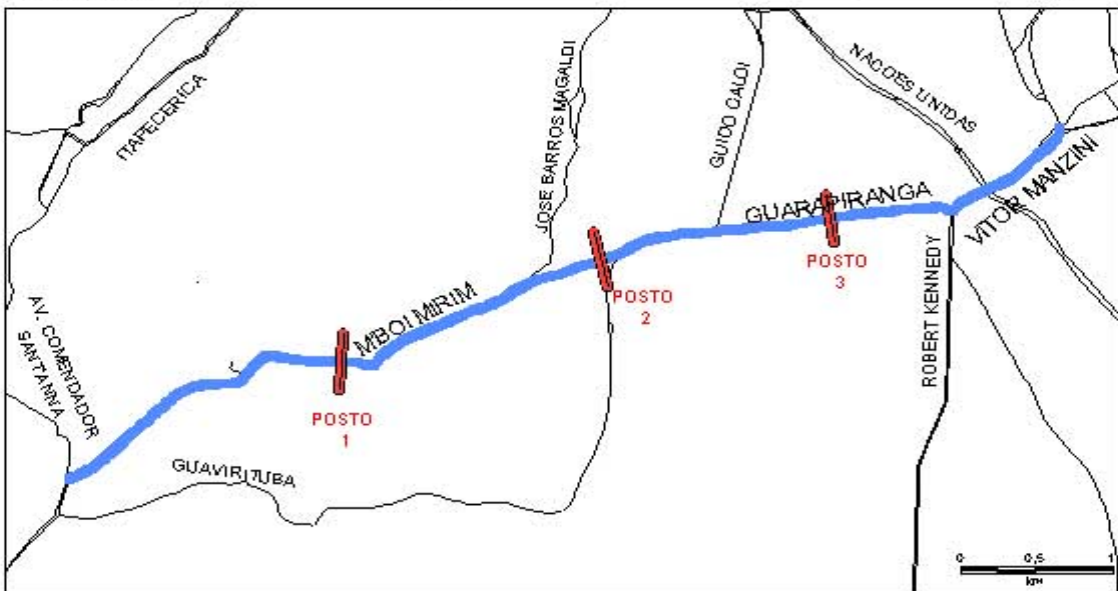 ITAPECERICA
JOSE BARROS MAGALDI
GUIDO CALOI
NACOES UNIDAS
VITOR MANZINI
GUARAPIRANGA
POSTO
3
POSTO
2
ROBERT KENNEDY
M'BOI MIRIM
AV. COMENDADOR
SANTANNA
POSTO
1
GUAVIRITUBA
0 0,5 1
km